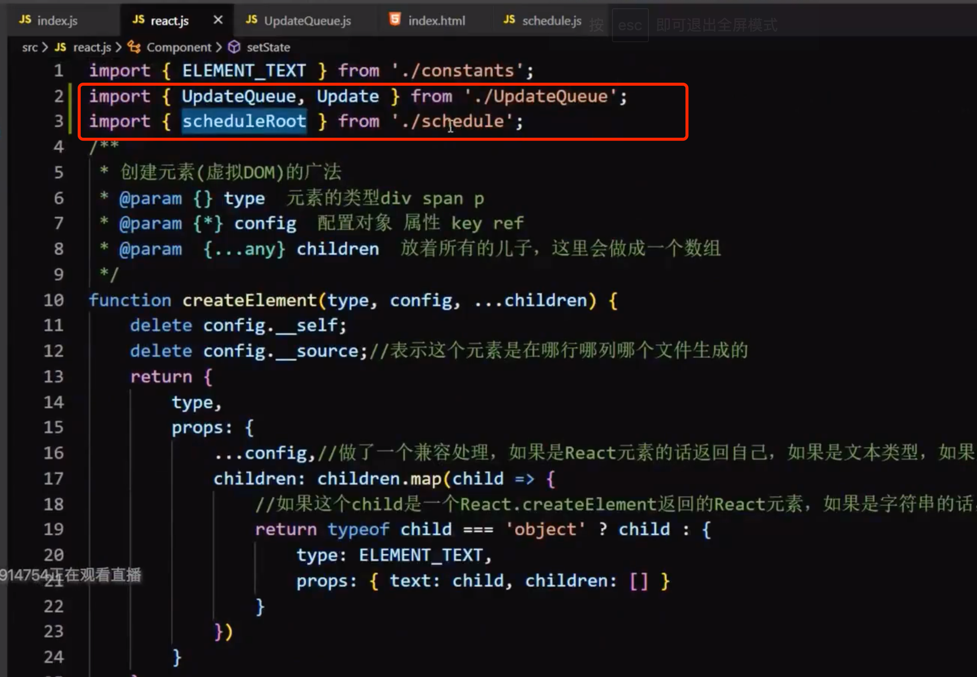 JS index.js JS react.js × JS UpdateQueue.js index.html JS schedule.js 按 esc 即可退出全屏模式
src > JS react.js > Component > setState
1 import { ELEMENT_TEXT } from './constants';
2 import { UpdateQueue, Update } from './UpdateQueue';
3 import { scheduleRoot } from './schedule';
4 /**
5 * 创建元素(虚拟DOM)的广法
6 * @param {} type 元素的类型div span p
7 * @param {*} config 配置对象 属性 key ref
8 * @param {...any} children 放着所有的儿子，这里会做成一个数组
9 */
10 function createElement(type, config, ...children) {
11 delete config.__self;
12 delete config.__source;//表示这个元素是在哪行哪列哪个文件生成的
13 return {
14 type,
15 props: {
16 ...config,//做了一个兼容处理，如果是React元素的话返回自己，如果是文本类型，如果
17 children: children.map(child => {
18 //如果这个child是一个React.createElement返回的React元素，如果是字符串的话
19 return typeof child === 'object' ? child : {
20 type: ELEMENT_TEXT,
914754正在观看直播
21 props: { text: child, children: [] }
22 }
23 })
24 }